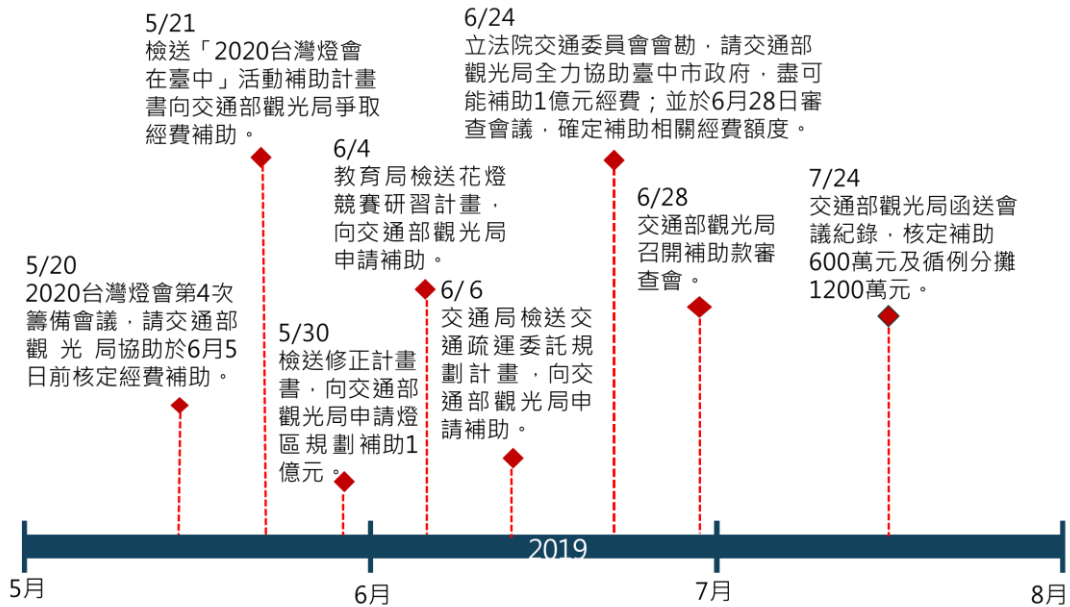 5/20
2020台灣燈會第4次
籌備會議，請交通部
觀 光 局協助於6月5
日前核定經費補助。
5/21
檢送「2020台灣燈會
在臺中」活動補助計畫
書向交通部觀光局爭取
經費補助。
5/30
檢送修正計畫
書，向交通部
觀光局申請燈
區規劃補助1
億元。
6/4
教育局檢送花燈
競賽研習計畫，
向交通部觀光局
申請補助。
6/ 6
交通局檢送交
通疏運委託規
劃計畫，向交
通部觀光局申
請補助。
6/24
立法院交通委員會會勘，請交通部
觀光局全力協助臺中市政府，盡可
能補助1億元經費；並於6月28日審
查會議，確定補助相關經費額度。
6/28
交通部觀光局
召開補助款審
查會。
7/24
交通部觀光局函送會
議紀錄，核定補助
600萬元及循例分攤
1200萬元。
2019
5月
6月
7月
8月